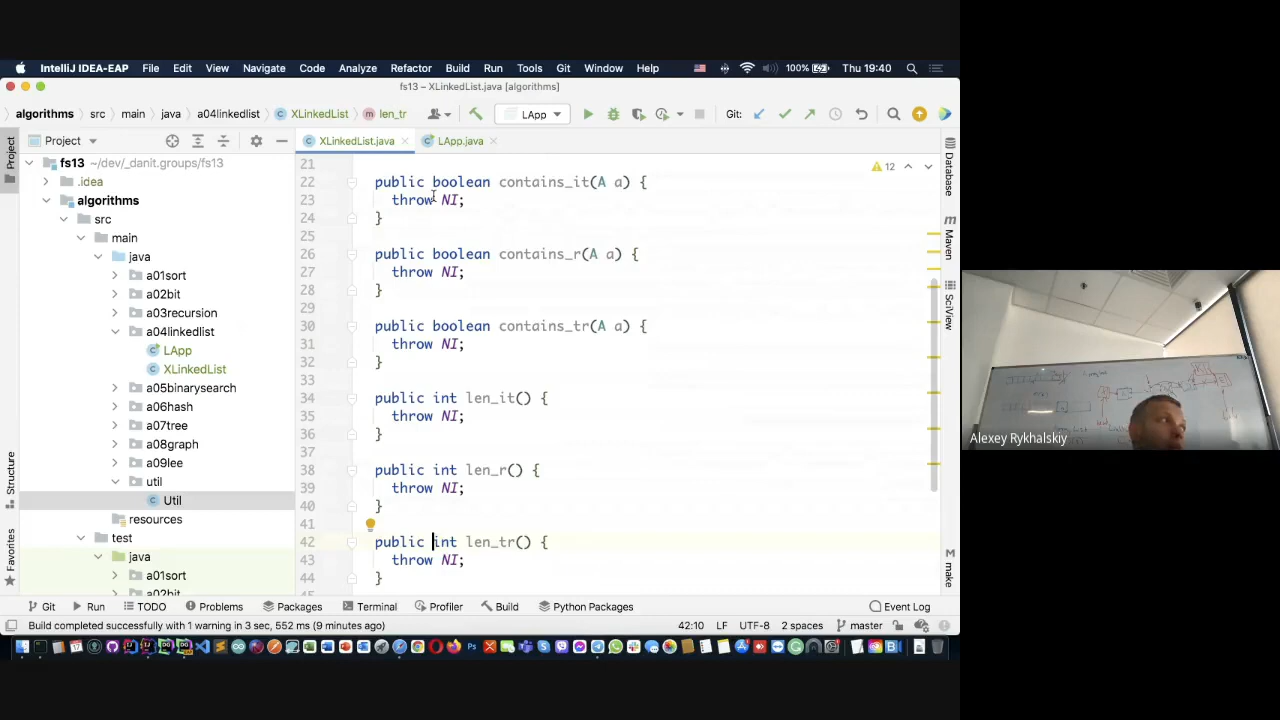 IntelliJ IDEA-EAP File Edit View Navigate Code Analyze Refactor Build Run Tools Git Window Help 100% Thu 19:40
fs13 – XLinkedList.java [algorithms]
algorithms src main java a04linkedlist XLinkedList len_tr LApp Git:
Project XLinkedList.java LApp.java
fs13 ~/dev/_danit.groups/fs13
.idea
algorithms
src
main
java
a01sort
a02bit
a03recursion
a04linkedlist
LApp
XLinkedList
a05binarysearch
a06hash
a07tree
a08graph
a09lee
util
Util
resources
test
java
a01sort
a02bit
Project
Structure
Favorites
12
21
22 public boolean contains_it(A a) {
23 throw NI;
24 }
25
26 public boolean contains_r(A a) {
27 throw NI;
28 }
29
30 public boolean contains_tr(A a) {
31 throw NI;
32 }
33
34 public int len_it() {
35 throw NI;
36 }
37
38 public int len_r() {
39 throw NI;
40 }
41
42 public int len_tr() {
43 throw NI;
44 }
45
Database
Maven
SciView
make
Git Run TODO Problems Packages Terminal Profiler Build Python Packages Event Log
Build completed successfully with 1 warning in 3 sec, 552 ms (9 minutes ago) 42:10 LF UTF-8 2 spaces master
Alexey Rykhalskiy